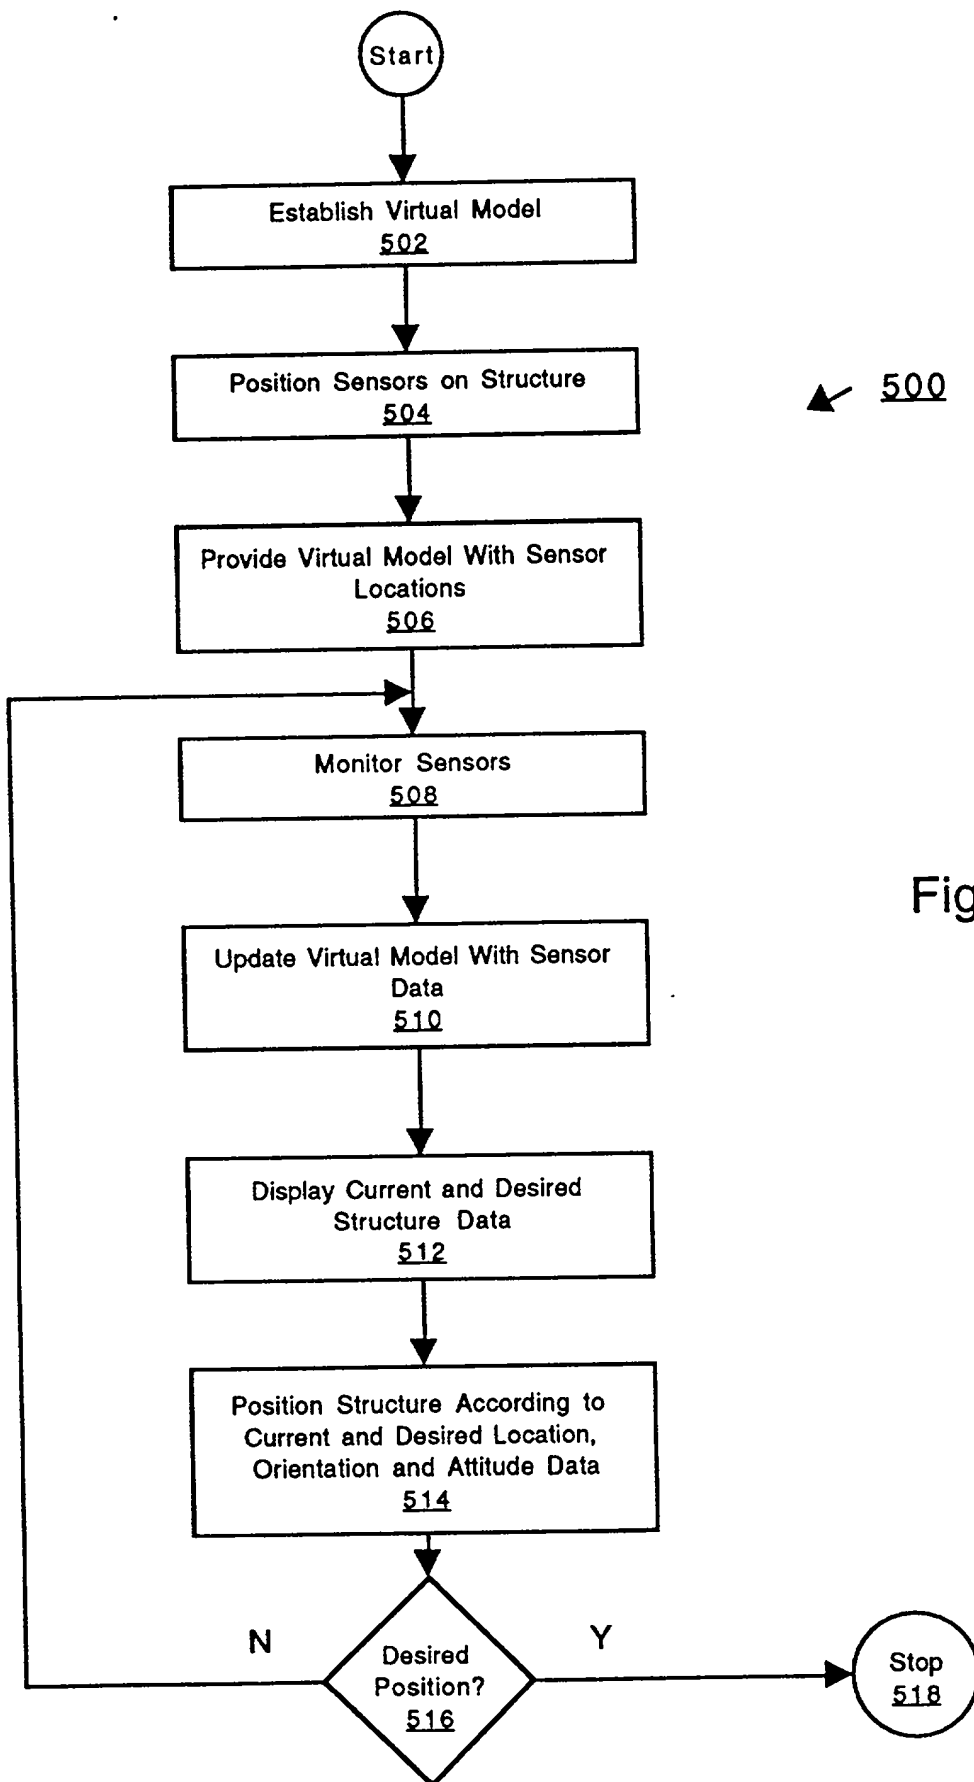 Start
Establish Virtual Model
502
Position Sensors on Structure
504
500
Provide Virtual Model With Sensor
Locations
506
Monitor Sensors
508
Fig
Update Virtual Model With Sensor
Data
510
Display Current and Desired
Structure Data
512
Position Structure According to
Current and Desired Location,
Orientation and Attitude Data
514
N
Y
Desired
Position?
516
Stop
518